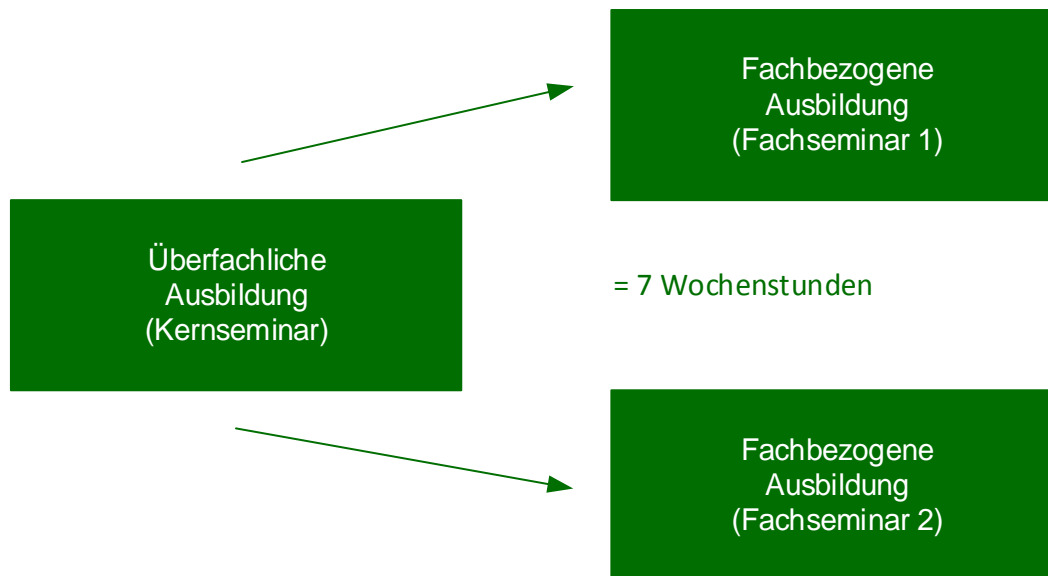 Fachbezogene
Ausbildung
(Fachseminar 1)
Überfachliche
Ausbildung
(Kernseminar)
= 7 Wochenstunden
Fachbezogene
Ausbildung
(Fachseminar 2)